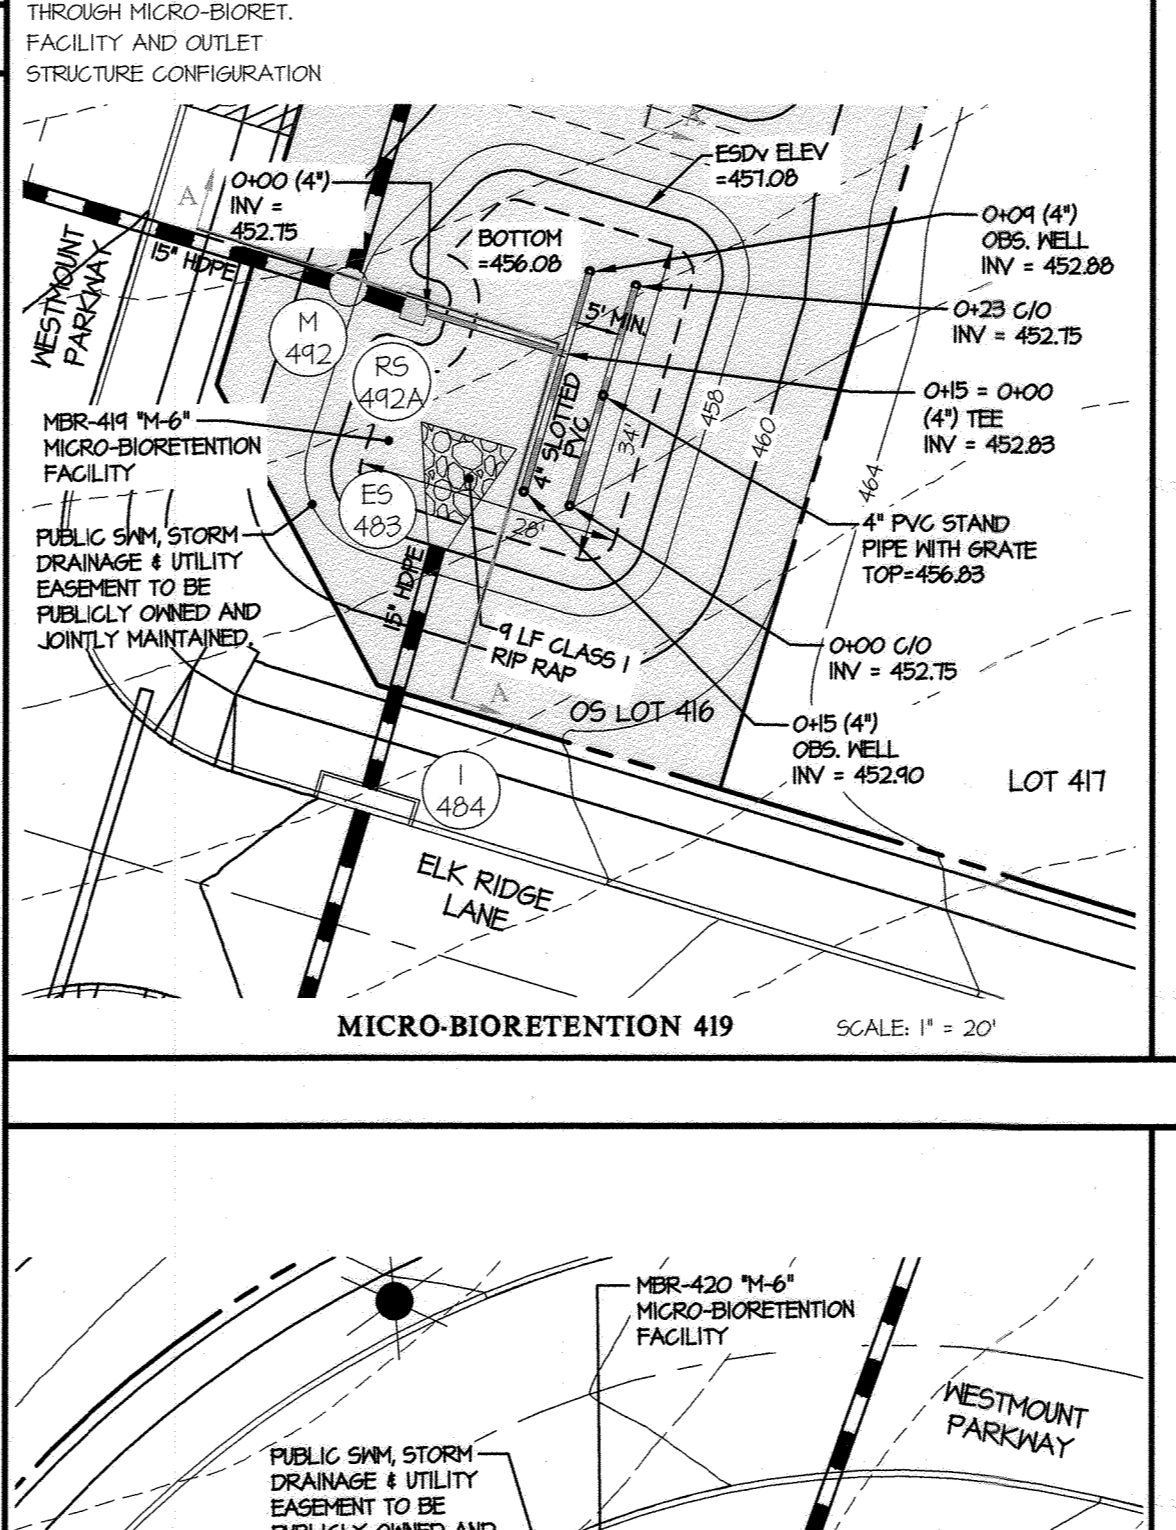 THROUGH MICRO-BIORET.
FACILITY AND OUTLET
STRUCTURE CONFIGURATION
A
ESDv ELEV
=457.08
0+00 (4")
INV =
452.75
A
0+09 (4")
OBS. WELL
INV = 452.88
BOTTOM
=456.08
WESTMOUNT
PARKWAY
15" HDPE
0+23 C/O
INV = 452.75
5' MIN.
M
492
RS
492A
0+15 = 0+00
(4") TEE
INV = 452.83
458
460
464
MBR-419 "M-6"
MICRO-BIORETENTION
FACILITY
4" SLOTTED
PVC
34'
ES
483
28'
4" PVC STAND
PIPE WITH GRATE
TOP=456.83
PUBLIC SWM, STORM
DRAINAGE & UTILITY
EASEMENT TO BE
PUBLICLY OWNED AND
JOINTLY MAINTAINED.
15" HDPE
9 LF CLASS I
RIP RAP
0+00 C/O
INV = 452.75
A
OS LOT 416
0+15 (4")
OBS. WELL
INV = 452.90
LOT 417
I
484
ELK RIDGE
LANE
MICRO-BIORETENTION 419
SCALE: 1" = 20'
MBR-420 "M-6"
MICRO-BIORETENTION
FACILITY
WESTMOUNT
PARKWAY
PUBLIC SWM, STORM
DRAINAGE & UTILITY
EASEMENT TO BE
PUBLICLY OWNED AND